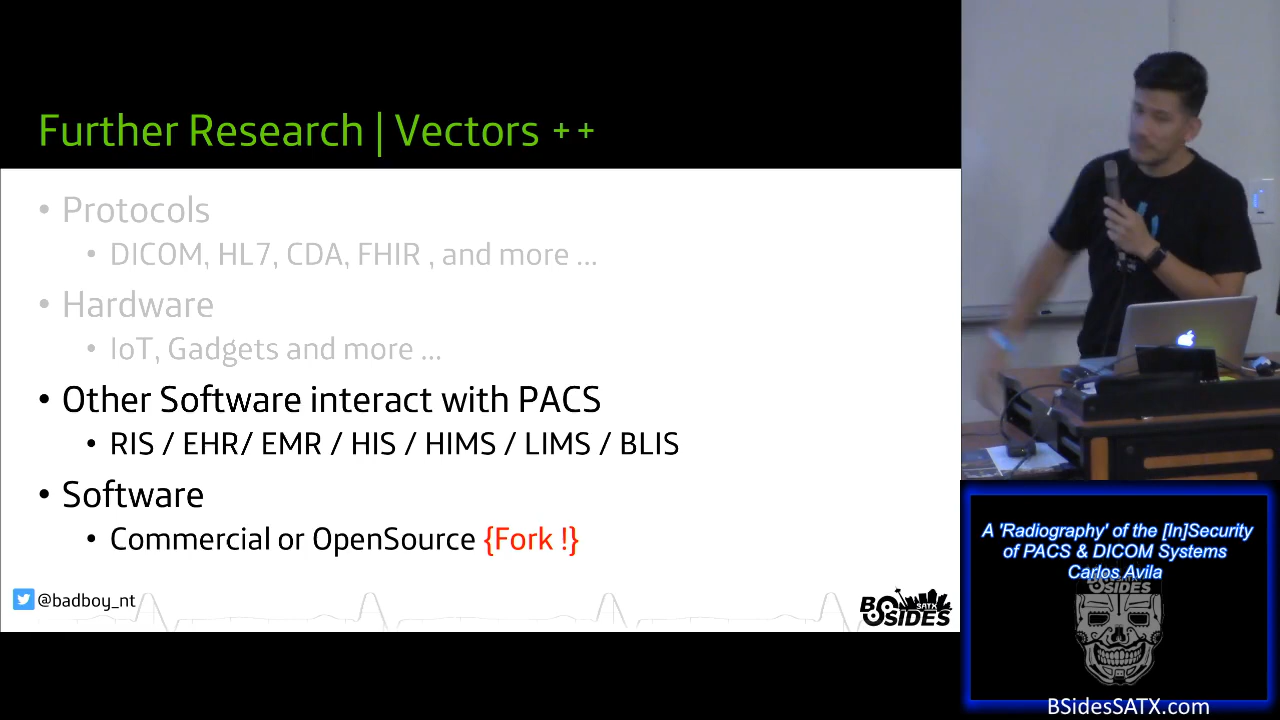 Further Research | Vectors ++
• Protocols
• DICOM, HL7, CDA, FHIR , and more ...
• Hardware
• IoT, Gadgets and more ...
• Other Software interact with PACS
• RIS / EHR/ EMR / HIS / HIMS / LIMS / BLIS
• Software
• Commercial or OpenSource {Fork !}
@badboy_nt
BSIDES
SATX
A 'Radiography' of the [In]Security
of PACS & DICOM Systems
Carlos Avila
SATX
BSIDES
BSidesSATX.com